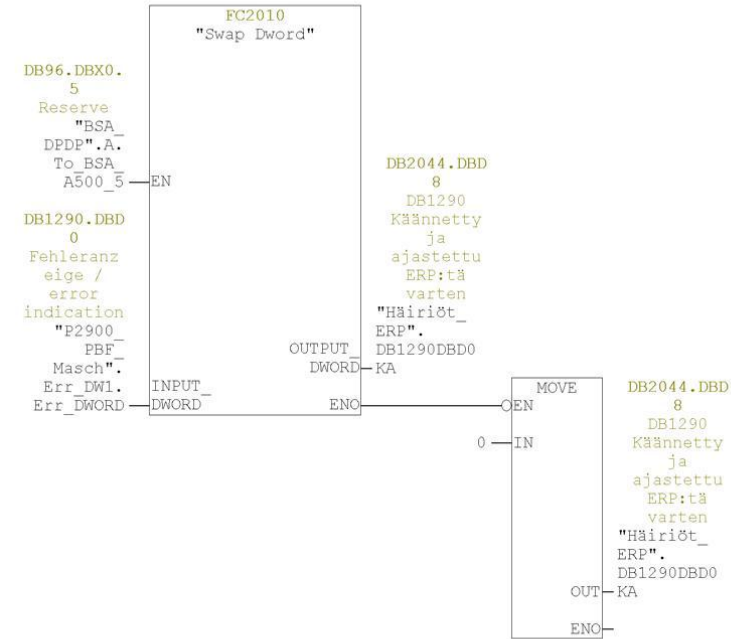 FC2010
"Swap Dword"
DB96.DBX0.
5
Reserve
"BSA_
DPDP".A.
To_BSA_
A500_5
EN
DB1290.DBD
0
Fehleranz
eige /
error
indication
"P2900_
PBF_
Masch".
Err_DW1.
Err_DWORD
INPUT_
DWORD
OUTPUT_
DWORD
ENO
DB2044.DBD
8
DB1290
Käännetty
ja
ajastettu
ERP:tä
varten
"Häiriöt_
ERP".
DB1290DBD0
KA
MOVE
EN
0
IN
OUT
ENO
DB2044.DBD
8
DB1290
Käännetty
ja
ajastettu
ERP:tä
varten
"Häiriöt_
ERP".
DB1290DBD0
KA